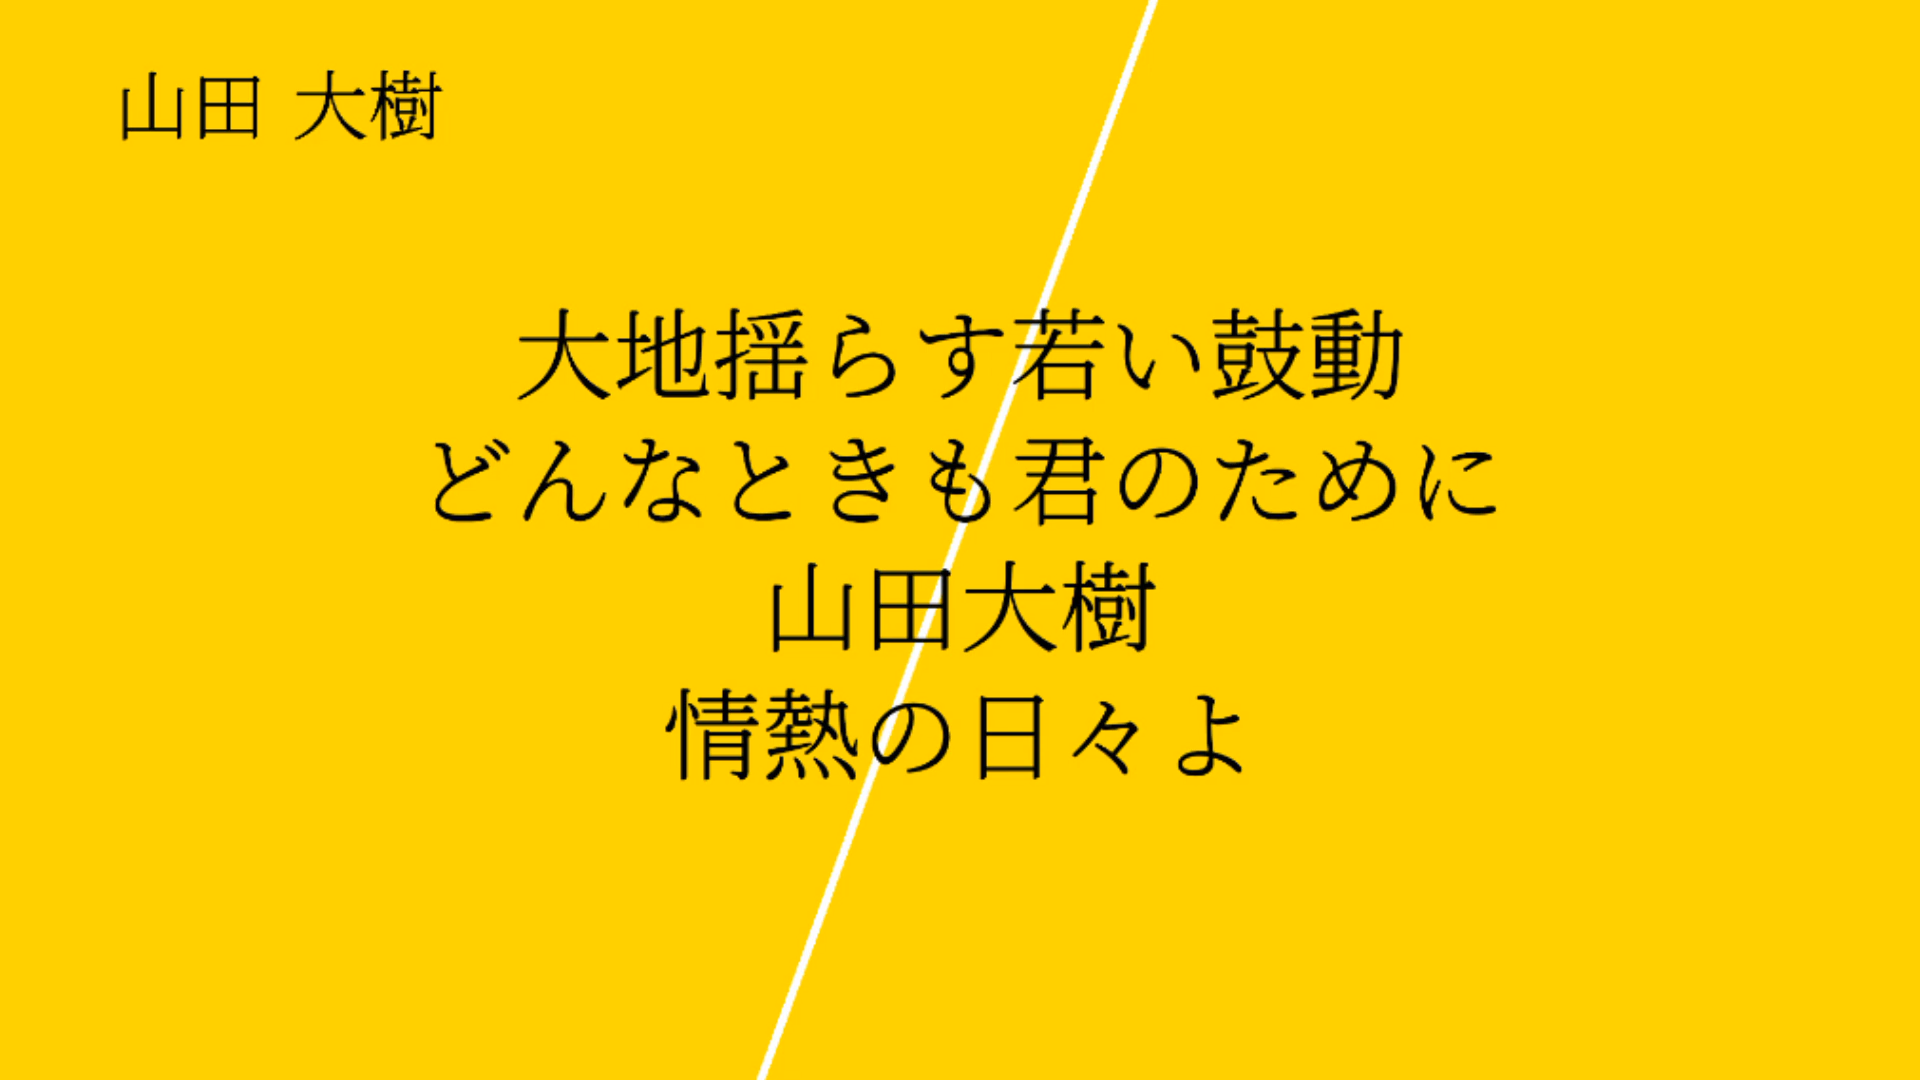 山田 大樹
大地揺らす若い鼓動
どんなときも君のために
山田大樹
情熱の日々よ